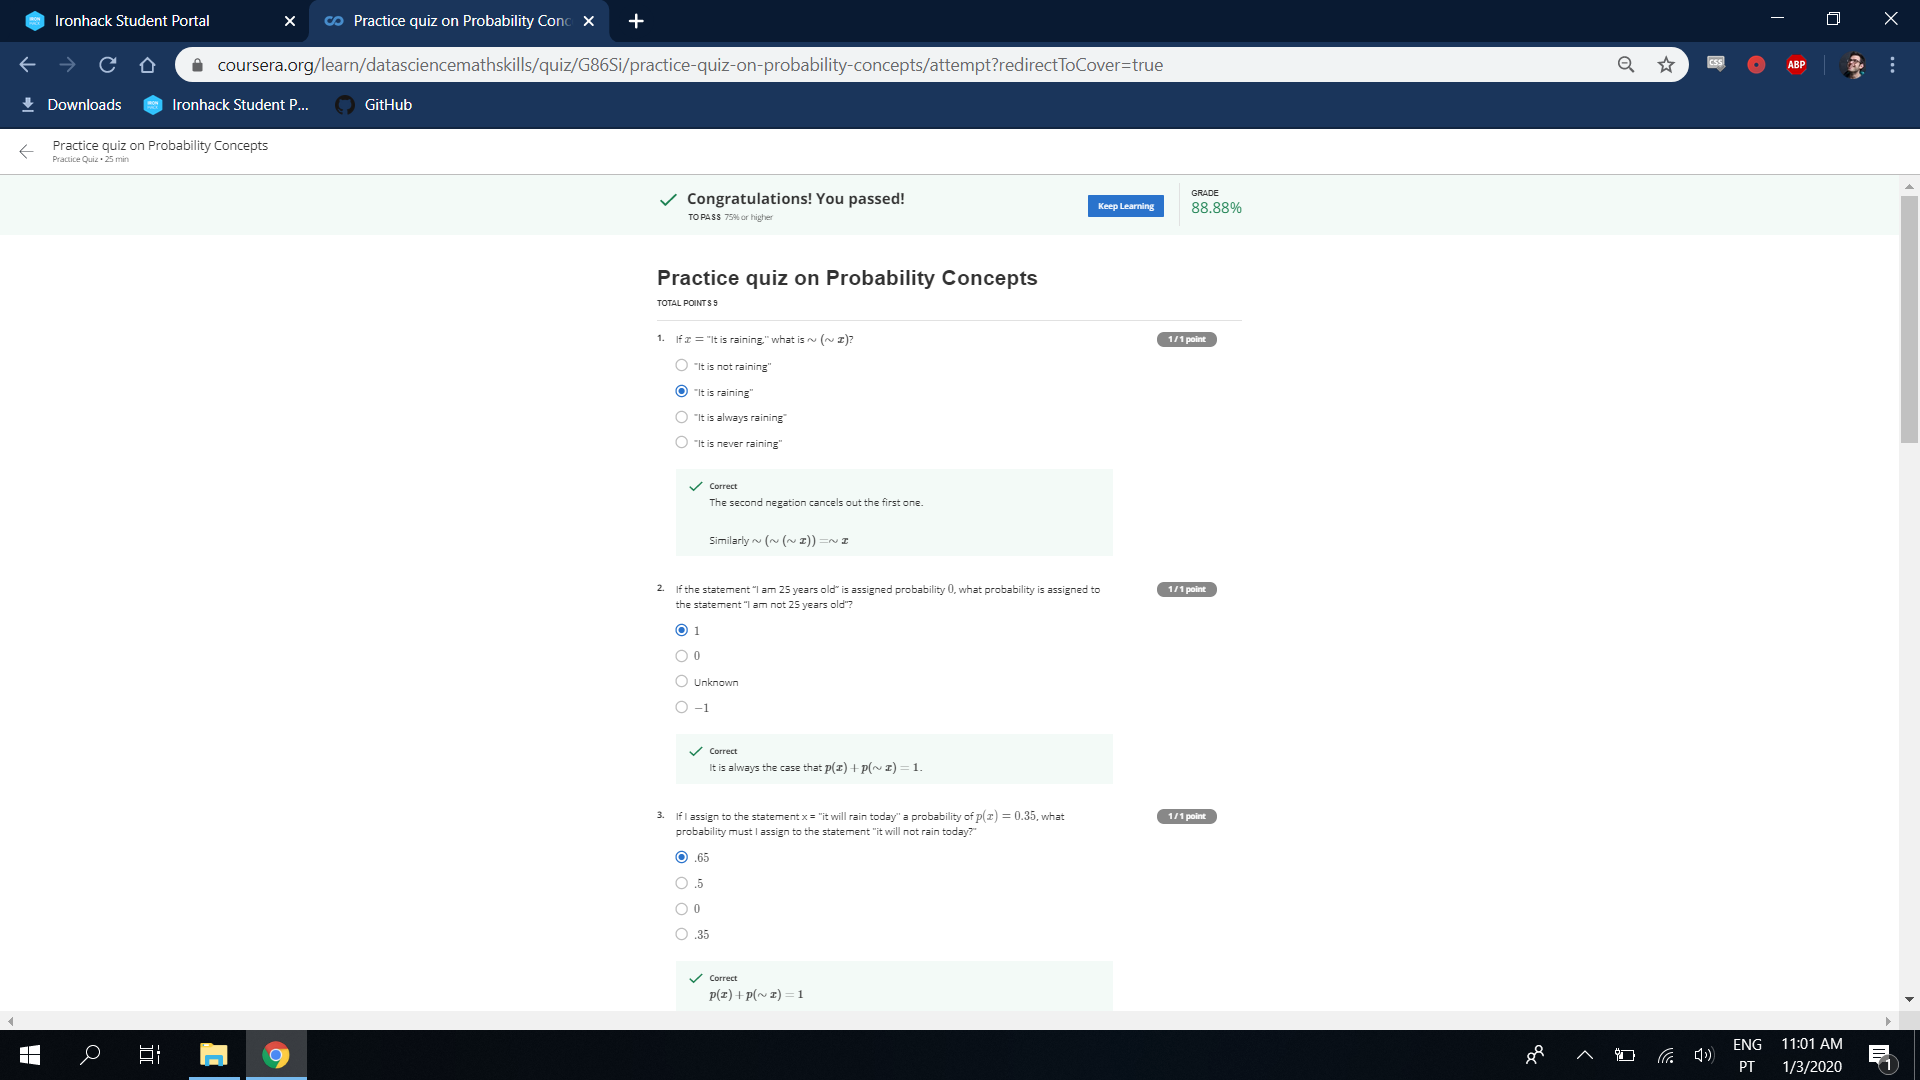 Ironhack Student Portal
Practice quiz on Probability Conc
coursera.org/learn/datasciencemathskills/quiz/G86Si/practice-quiz-on-probability-concepts/attempt?redirectToCover=true
CSS
ABP
Downloads
Ironhack Student P...
GitHub
Practice quiz on Probability Concepts
Practice Quiz • 25 min
Congratulations! You passed!
TO PASS 75% or higher
Keep Learning
GRADE
88.88%
Practice quiz on Probability Concepts
TOTAL POINTS 9
1. If x = "It is raining," what is ∼ (∼ x)?
1 / 1 point
"It is not raining"
"It is raining"
"It is always raining"
"It is never raining"
Correct
The second negation cancels out the first one.
Similarly ∼ (∼ (∼ x)) =∼ x
2. If the statement “I am 25 years old” is assigned probability 0, what probability is assigned to
the statement “I am not 25 years old”?
1 / 1 point
1
0
Unknown
−1
Correct
It is always the case that p(x) + p(∼ x) = 1.
3. If I assign to the statement x = "it will rain today" a probability of p(x) = 0.35, what
probability must I assign to the statement "it will not rain today?"
1 / 1 point
.65
.5
0
.35
Correct
p(x) + p(∼ x) = 1
ENG
PT
11:01 AM
1/3/2020
1